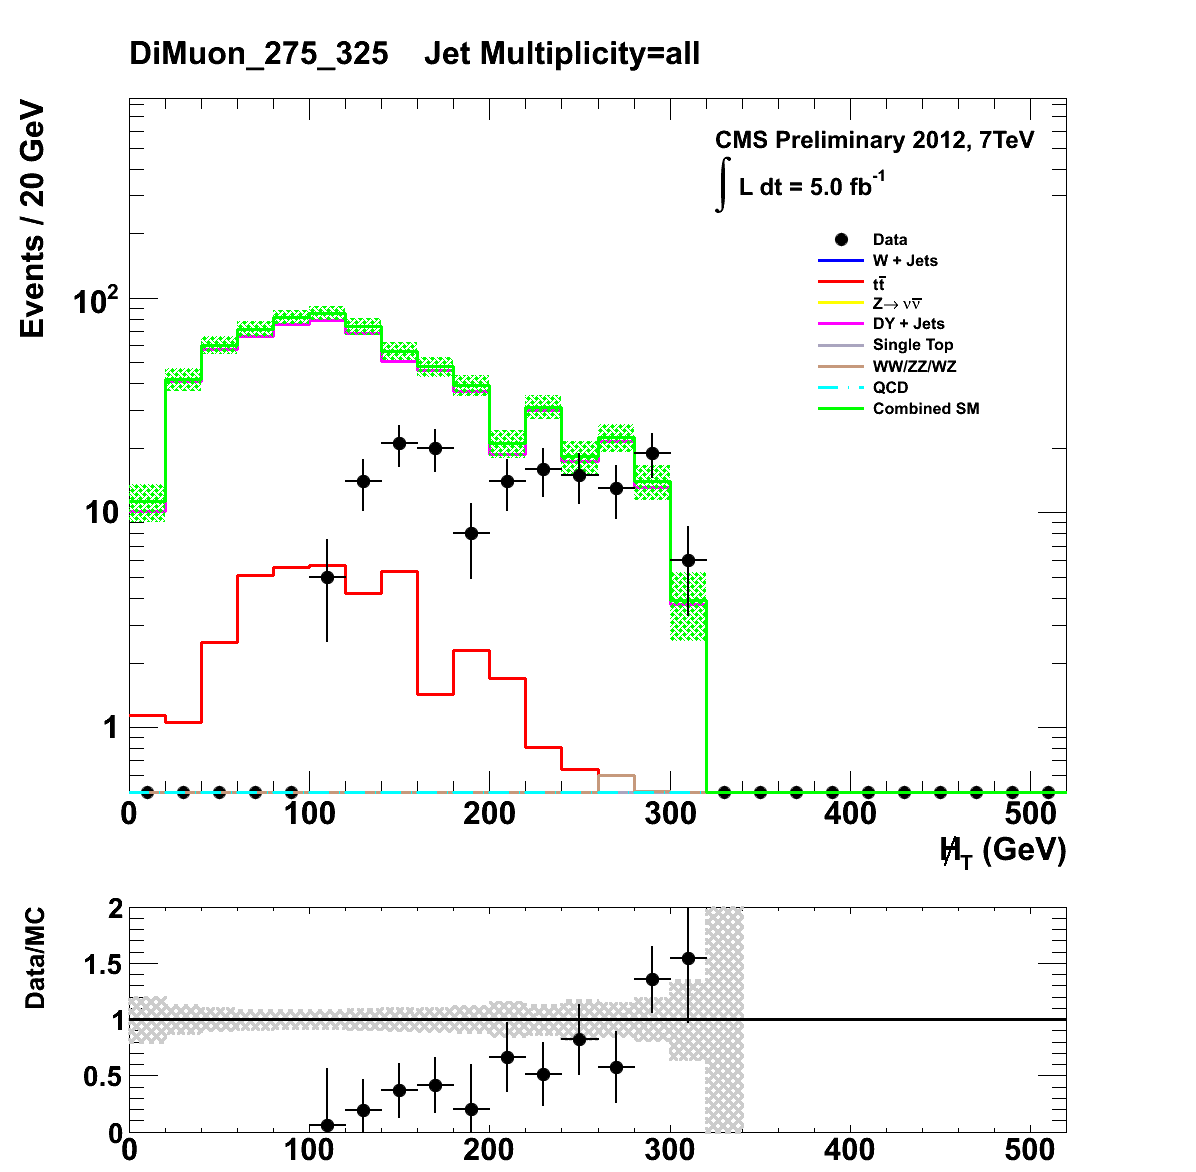 DiMuon_275_325    Jet Multiplicity=all
Events / 20 GeV
CMS Preliminary 2012, 7TeV
∫ L dt = 5.0 fb⁻¹
Data
W + Jets
tt̅
Z→ νν̅
DY + Jets
Single Top
WW/ZZ/WZ
QCD
Combined SM
10²
10
1
0 100 200 300 400 500
H̸_T (GeV)
Data/MC
2
1.5
1
0.5
0
0 100 200 300 400 500